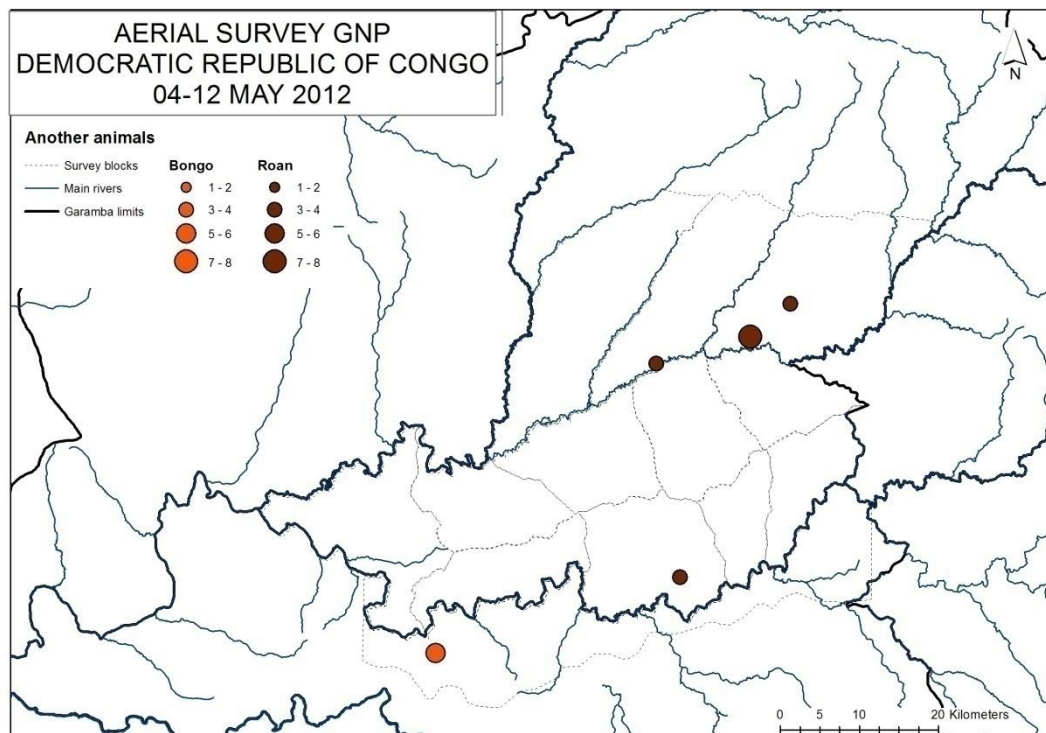 AERIAL SURVEY GNP
DEMOCRATIC REPUBLIC OF CONGO
04-12 MAY 2012
N
Another animals
Survey blocks
Main rivers
Garamba limits
Bongo
1 - 2
3 - 4
5 - 6
7 - 8
Roan
1 - 2
3 - 4
5 - 6
7 - 8
0 5 10 20 Kilometers